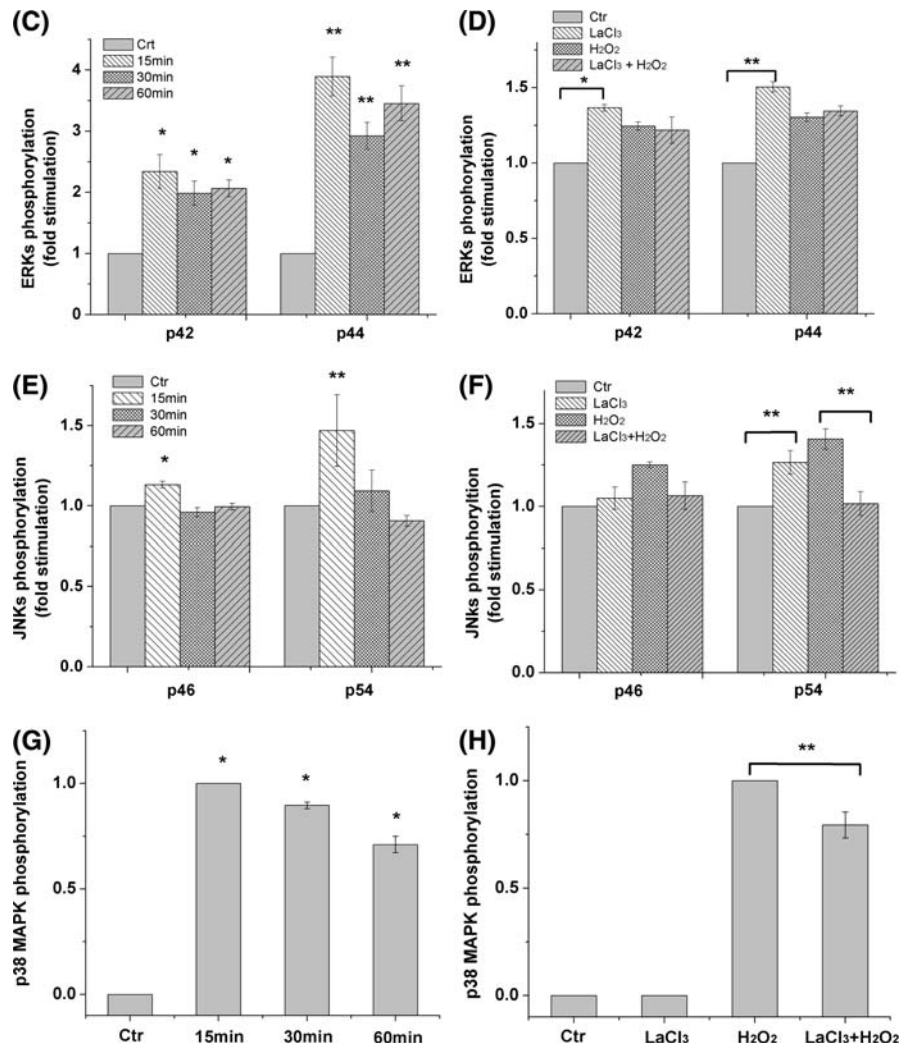 (C)
Crt
15min
30min
60min
ERKs phosphorylation
(fold stimulation)
4
3
2
1
0
* * *
** ** **
p42 p44
(D)
Ctr
LaCl₃
H₂O₂
LaCl₃ + H₂O₂
ERKs phophorylation
(fold stimulation)
1.5
1.0
0.5
0.0
* **
p42 p44
(E)
Ctr
15min
30min
60min
JNKs phosphorylation
(fold stimulation)
1.5
1.0
0.5
0.0
* **
p46 p54
(F)
Ctr
LaCl₃
H₂O₂
LaCl₃+H₂O₂
JNks phosphoryltion
(fold stimulation)
1.5
1.0
0.5
0.0
** **
p46 p54
(G)
p38 MAPK phosphorylation
1.0
0.5
0.0
* * *
Ctr 15min 30min 60min
(H)
p38 MAPK phosphorylation
1.0
0.5
0.0
**
Ctr LaCl₃ H₂O₂ LaCl₃+H₂O₂